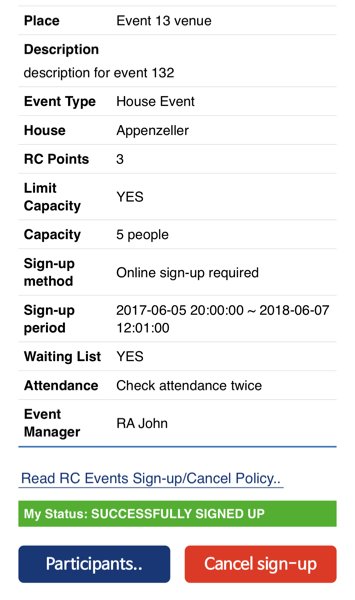 Place Event 13 venue
Description
description for event 132
Event Type House Event
House Appenzeller
RC Points 3
Limit
Capacity YES
Capacity 5 people
Sign-up
method Online sign-up required
Sign-up
period 2017-06-05 20:00:00 ~ 2018-06-07
12:01:00
Waiting List YES
Attendance Check attendance twice
Event
Manager RA John
Read RC Events Sign-up/Cancel Policy..
My Status: SUCCESSFULLY SIGNED UP
Participants.. Cancel sign-up